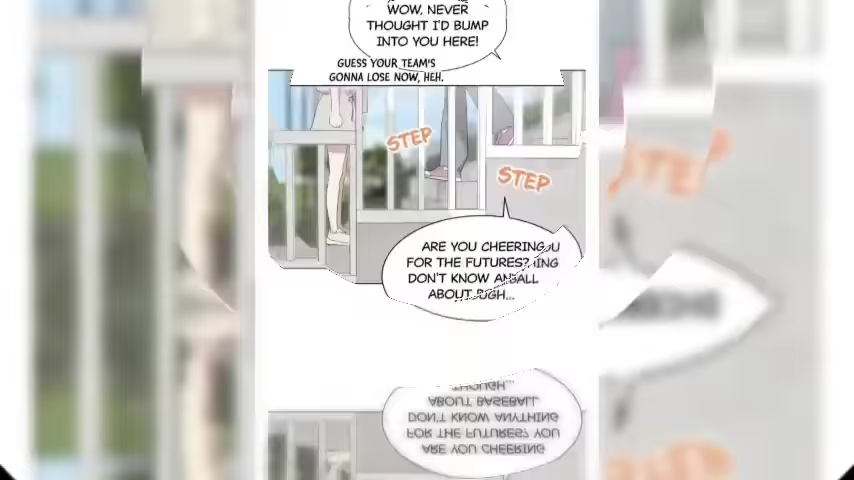 WOW, NEVER
THOUGHT I'D BUMP
INTO YOU HERE!
GUESS YOUR TEAM'S
GONNA LOSE NOW, HEH.
STEP
STEP
ARE YOU CHEERING
FOR THE FUTURES?
DON'T KNOW
ABOUT
THOUGH...
ABOUT BASEBALL
DON'T KNOW ANYTHING
FOR THE FUTURES? YOU
ARE YOU CHEERING